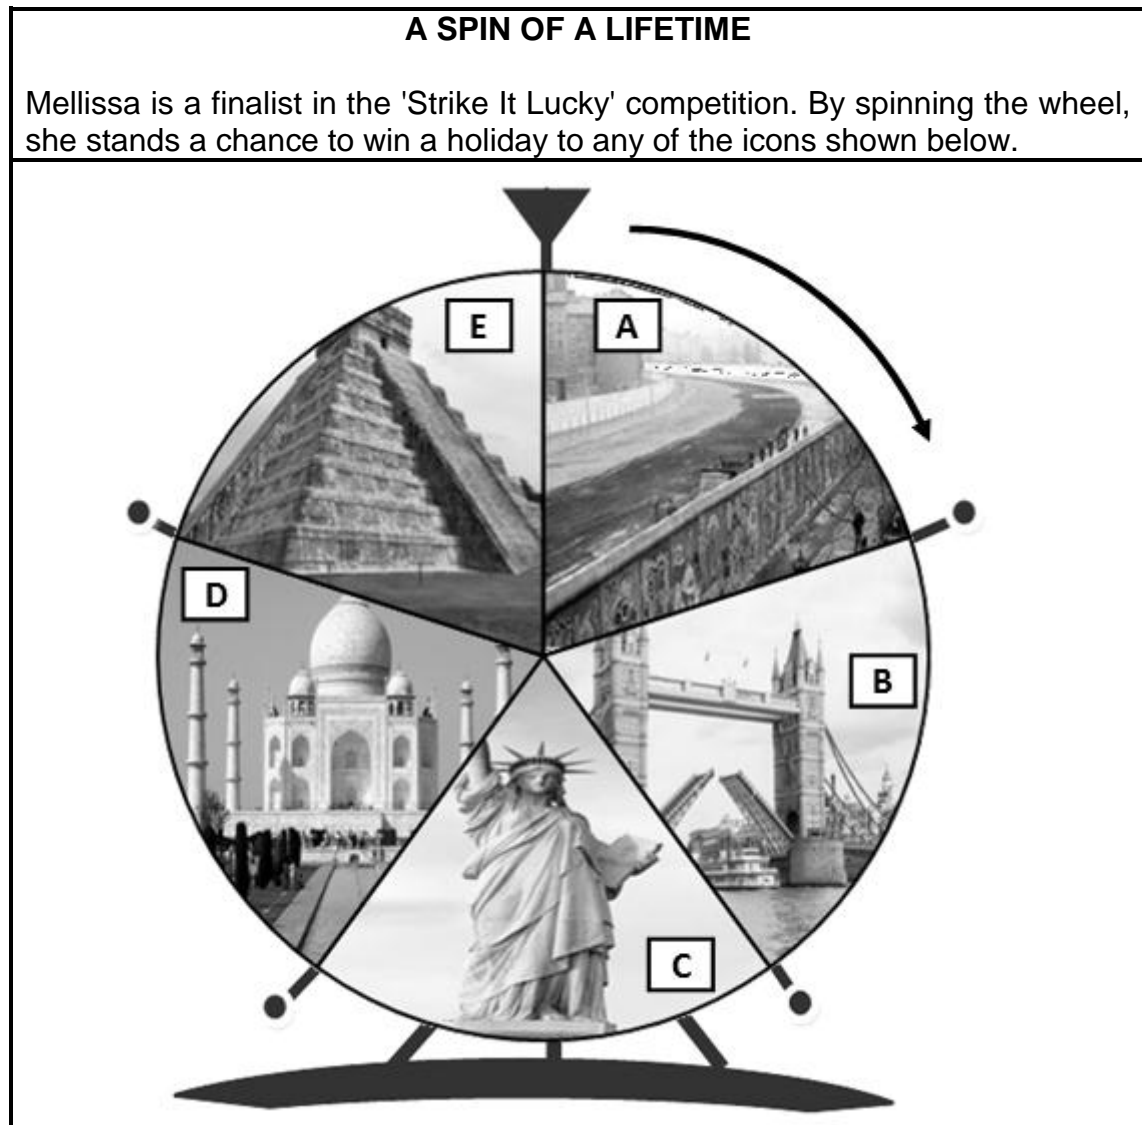 A SPIN OF A LIFETIME
Mellissa is a finalist in the 'Strike It Lucky' competition. By spinning the wheel,
she stands a chance to win a holiday to any of the icons shown below.
E
A
D
B
C